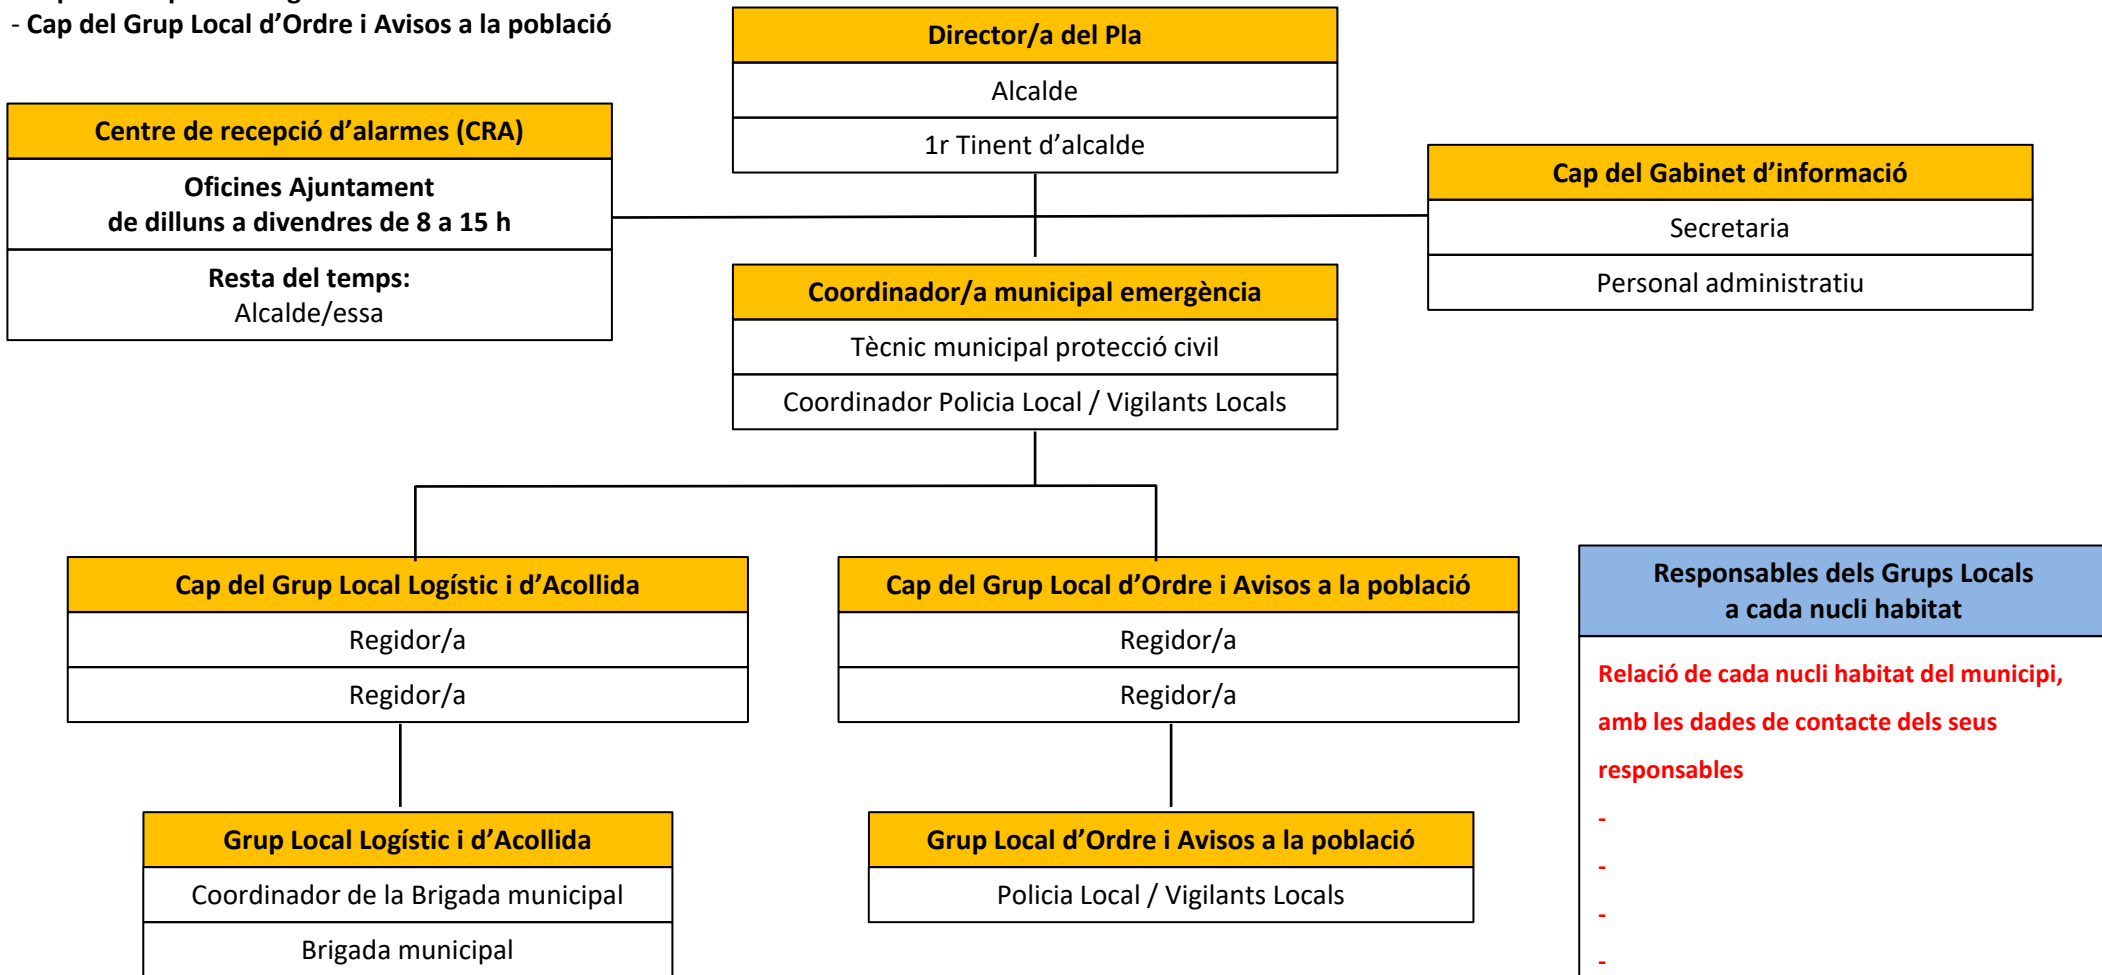 - Cap del Grup Local d’Ordre i Avisos a la població
Director/a del Pla
Alcalde
1r Tinent d’alcalde
Centre de recepció d’alarmes (CRA)
Oficines Ajuntament
de dilluns a divendres de 8 a 15 h
Resta del temps:
Alcalde/essa
Cap del Gabinet d’informació
Secretaria
Personal administratiu
Coordinador/a municipal emergència
Tècnic municipal protecció civil
Coordinador Policia Local / Vigilants Locals
Cap del Grup Local Logístic i d’Acollida
Regidor/a
Regidor/a
Cap del Grup Local d’Ordre i Avisos a la població
Regidor/a
Regidor/a
Responsables dels Grups Locals
a cada nucli habitat
Relació de cada nucli habitat del municipi,
amb les dades de contacte dels seus
responsables
-
-
-
-
Grup Local Logístic i d’Acollida
Coordinador de la Brigada municipal
Brigada municipal
Grup Local d’Ordre i Avisos a la població
Policia Local / Vigilants Locals